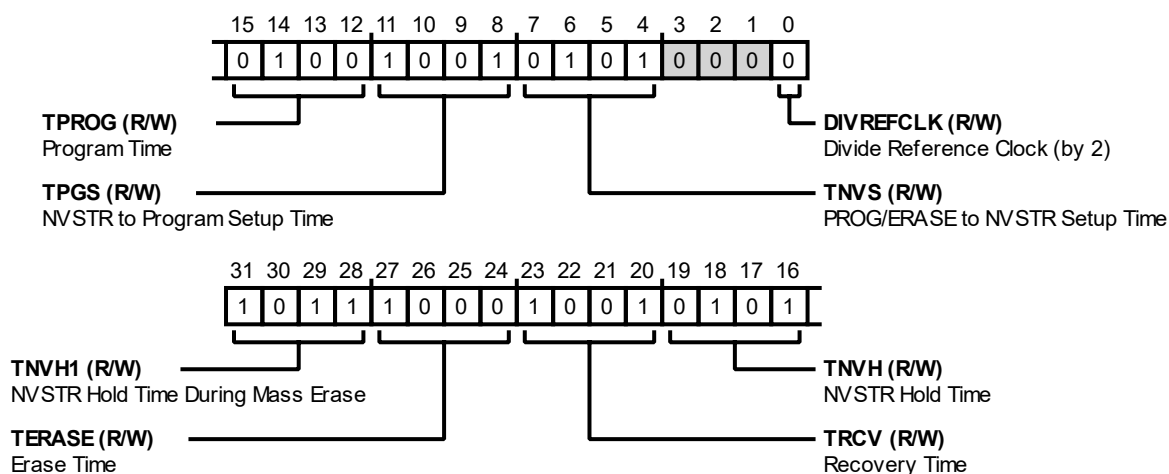 15 14 13 12 11 10 9 8 7 6 5 4 3 2 1 0
0 1 0 0 1 0 0 1 0 1 0 1 0 0 0 0
TPROG (R/W)
Program Time
DIVREFCLK (R/W)
Divide Reference Clock (by 2)
TPGS (R/W)
NVSTR to Program Setup Time
TNVS (R/W)
PROG/ERASE to NVSTR Setup Time
31 30 29 28 27 26 25 24 23 22 21 20 19 18 17 16
1 0 1 1 1 0 0 0 1 0 0 1 0 1 0 1
TNVH1 (R/W)
NVSTR Hold Time During Mass Erase
TNVH (R/W)
NVSTR Hold Time
TERASE (R/W)
Erase Time
TRCV (R/W)
Recovery Time